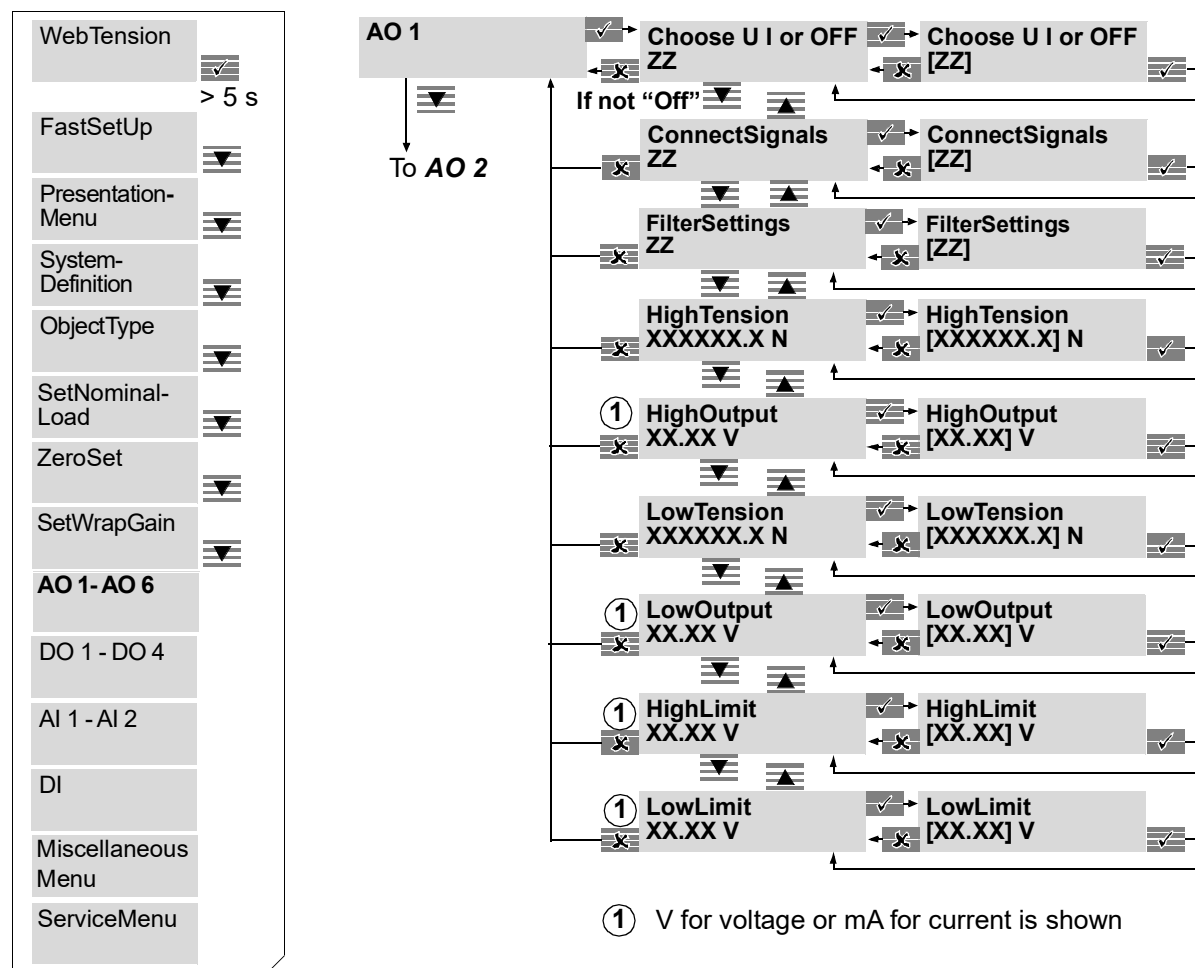 WebTension
> 5 s
FastSetUp
Presentation-
Menu
System-
Definition
ObjectType
SetNominal-
Load
ZeroSet
SetWrapGain
AO 1- AO 6
DO 1 - DO 4
AI 1 - AI 2
DI
Miscellaneous
Menu
ServiceMenu
AO 1
To AO 2
Choose U I or OFF
ZZ
Choose U I or OFF
[ZZ]
If not “Off”
ConnectSignals
ZZ
ConnectSignals
[ZZ]
FilterSettings
ZZ
FilterSettings
[ZZ]
HighTension
XXXXXX.X N
HighTension
[XXXXXX.X] N
1 HighOutput
XX.XX V
HighOutput
[XX.XX] V
LowTension
XXXXXX.X N
LowTension
[XXXXXX.X] N
1 LowOutput
XX.XX V
LowOutput
[XX.XX] V
1 HighLimit
XX.XX V
HighLimit
[XX.XX] V
1 LowLimit
XX.XX V
LowLimit
[XX.XX] V
1 V for voltage or mA for current is shown